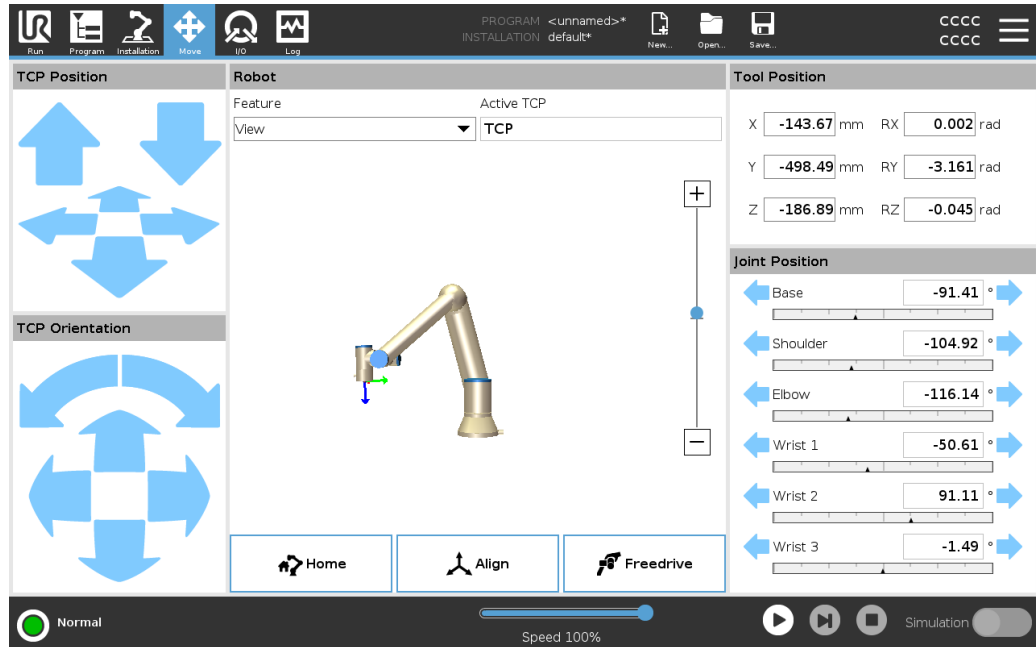 PROGRAM <unnamed>*
INSTALLATION default*
CCCC
CCCC
Run Program Installation Move I/O Log New... Open... Save...
TCP Position
Robot
Feature
Active TCP
View
TCP
TCP Orientation
Home
Align
Freedrive
Tool Position
X -143.67 mm RX 0.002 rad
Y -498.49 mm RY -3.161 rad
Z -186.89 mm RZ -0.045 rad
Joint Position
Base -91.41 °
Shoulder -104.92 °
Elbow -116.14 °
Wrist 1 -50.61 °
Wrist 2 91.11 °
Wrist 3 -1.49 °
Normal
Speed 100%
Simulation